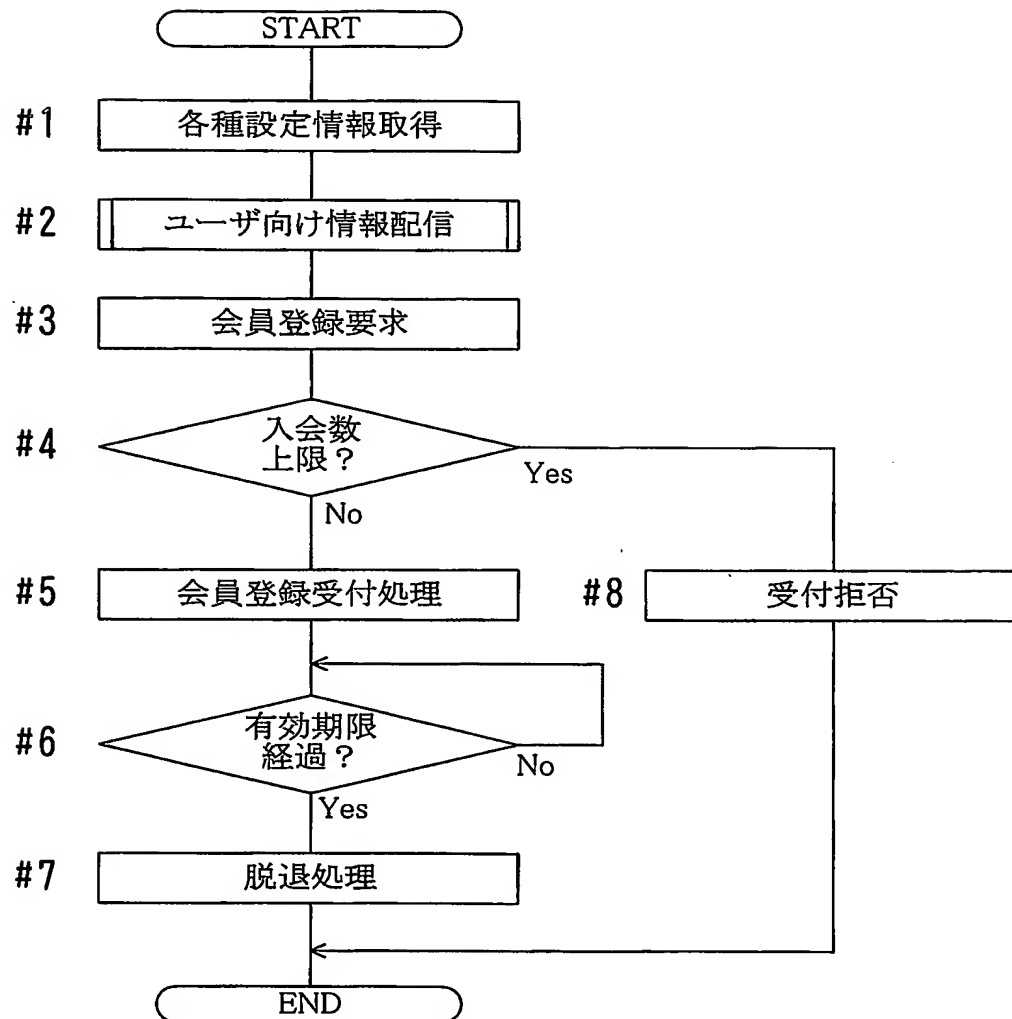 START
#1 各種設定情報取得
#2 ユーザ向け情報配信
#3 会員登録要求
#4 入会数
上限？
Yes
No
#5 会員登録受付処理
#8 受付拒否
#6 有効期限
経過？
No
Yes
#7 脱退処理
END